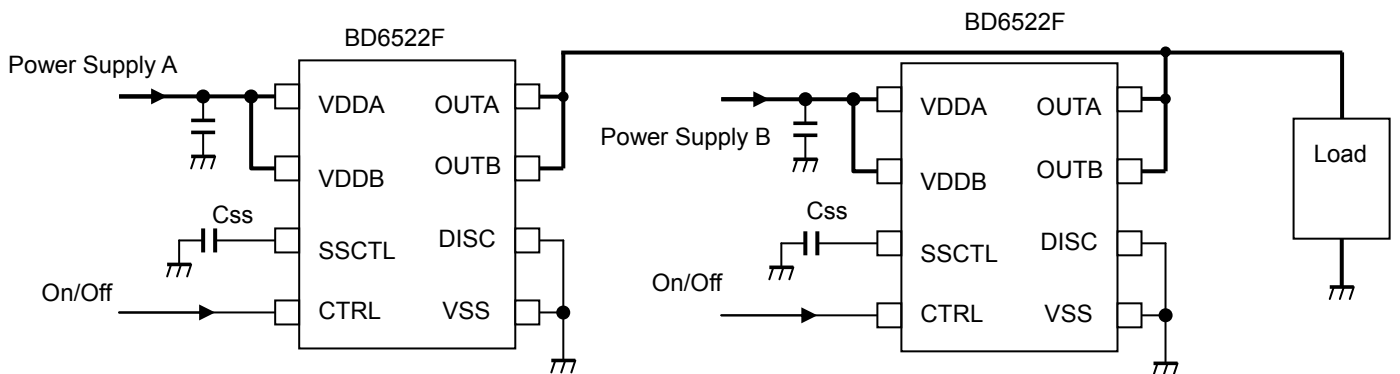 BD6522F
Power Supply A
VDDA
OUTA
VDDB
OUTB
Css
SSCTL
DISC
On/Off
CTRL
VSS
BD6522F
Power Supply B
VDDA
OUTA
VDDB
OUTB
Css
SSCTL
DISC
On/Off
CTRL
VSS
Load